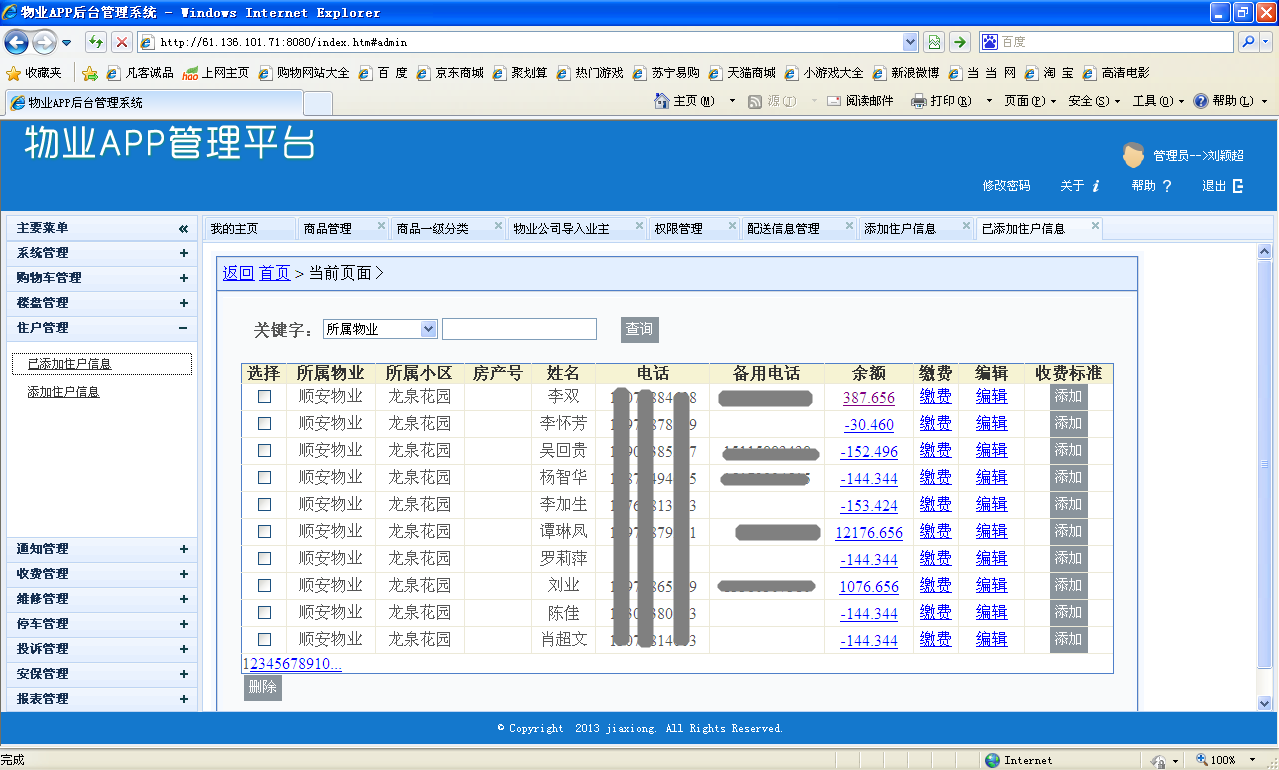 物业APP后台管理系统 - Windows Internet Explorer
http://61.136.101.71:8080/index.htm#admin 百度
收藏夹 凡客诚品 上网主页 购物网站大全 百 度 京东商城 聚划算 热门游戏 苏宁易购 天猫商城 小游戏大全 新浪微博 当 当 网 淘 宝 高清电影
物业APP后台管理系统 主页(M) 源(J) 阅读邮件 打印(R) 页面(P) 安全(S) 工具(O) 帮助(L)
物业APP管理平台
管理员-->刘颖超
修改密码 关于 i 帮助 ? 退出
主要菜单 «
系统管理 +
购物车管理 +
楼盘管理 +
住户管理 −
已添加住户信息
添加住户信息
通知管理 +
收费管理 +
维修管理 +
停车管理 +
投诉管理 +
安保管理 +
报表管理 +
我的主页 商品管理 商品一级分类 物业公司导入业主 权限管理 配送信息管理 添加住户信息 已添加住户信息
返回 首页 > 当前页面 〉
关键字: 所属物业 查询
选择 所属物业 所属小区 房产号 姓名 电话 备用电话 余额 缴费 编辑 收费标准
顺安物业 龙泉花园 李双 387.656 缴费 编辑 添加
顺安物业 龙泉花园 李怀芳 -30.460 缴费 编辑 添加
顺安物业 龙泉花园 吴回贵 -152.496 缴费 编辑 添加
顺安物业 龙泉花园 杨智华 -144.344 缴费 编辑 添加
顺安物业 龙泉花园 李加生 -153.424 缴费 编辑 添加
顺安物业 龙泉花园 谭琳凤 12176.656 缴费 编辑 添加
顺安物业 龙泉花园 罗莉萍 -144.344 缴费 编辑 添加
顺安物业 龙泉花园 刘业 1076.656 缴费 编辑 添加
顺安物业 龙泉花园 陈佳 -144.344 缴费 编辑 添加
顺安物业 龙泉花园 肖超文 -144.344 缴费 编辑 添加
12345678910...
删除
© Copyright 2013 jiaxiong. All Rights Reserved.
完成 Internet 100%